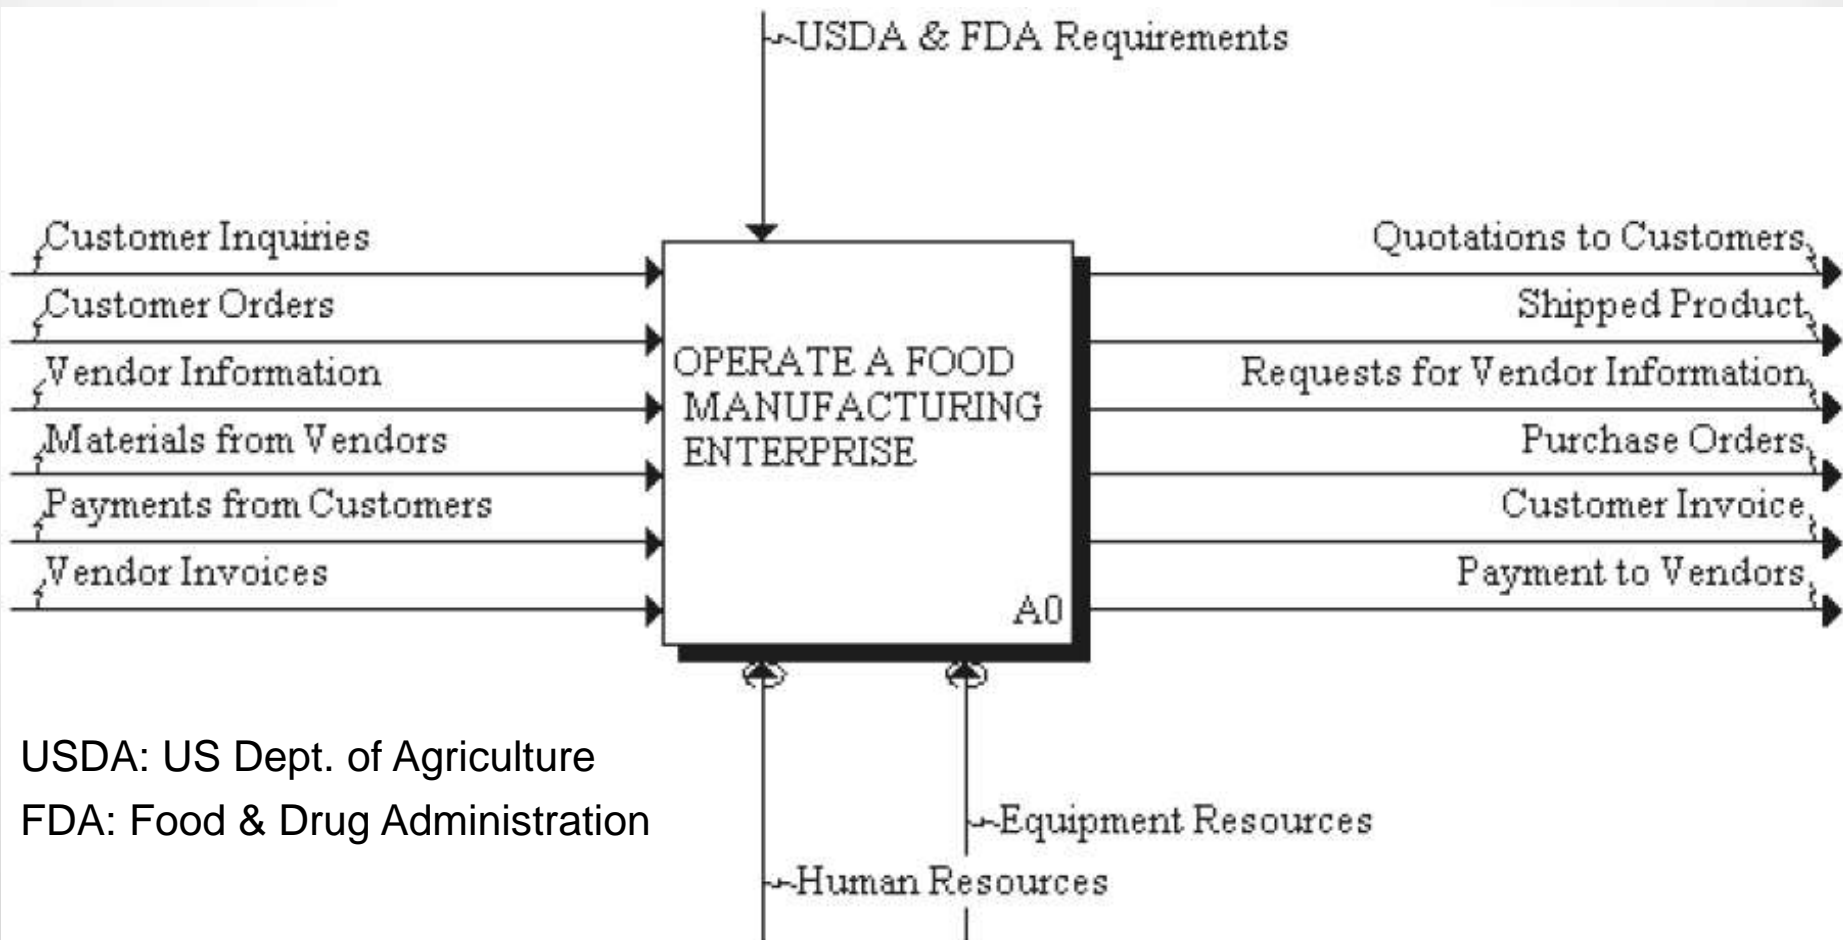 USDA & FDA Requirements
Customer Inquiries
Customer Orders
Vendor Information
Materials from Vendors
Payments from Customers
Vendor Invoices
OPERATE A FOOD
MANUFACTURING
ENTERPRISE
A0
Quotations to Customers
Shipped Product
Requests for Vendor Information
Purchase Orders
Customer Invoice
Payment to Vendors
USDA: US Dept. of Agriculture
FDA: Food & Drug Administration
Equipment Resources
Human Resources